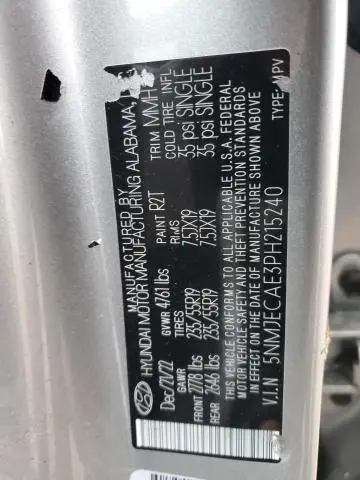 MANUFACTURED BY
HYUNDAI MOTOR MANUFACTURING ALABAMA,
Dec/20/22 PAINT R2T TRIM MMH
GVWR 4761 lbs
GAWR TIRES RIMS COLD TIRE INFL
FRONT 2778 lbs 235/55R19 7.5JX19 35 psi SINGLE
REAR 2646 lbs 235/55R19 7.5JX19 35 psi SINGLE
THIS VEHICLE CONFORMS TO ALL APPLICABLE U.S.A. FEDERAL
MOTOR VEHICLE SAFETY AND THEFT PREVENTION STANDARDS
IN EFFECT ON THE DATE OF MANUFACTURE SHOWN ABOVE
V.I.N 5NMJECAE3PH215240 TYPE: MPV